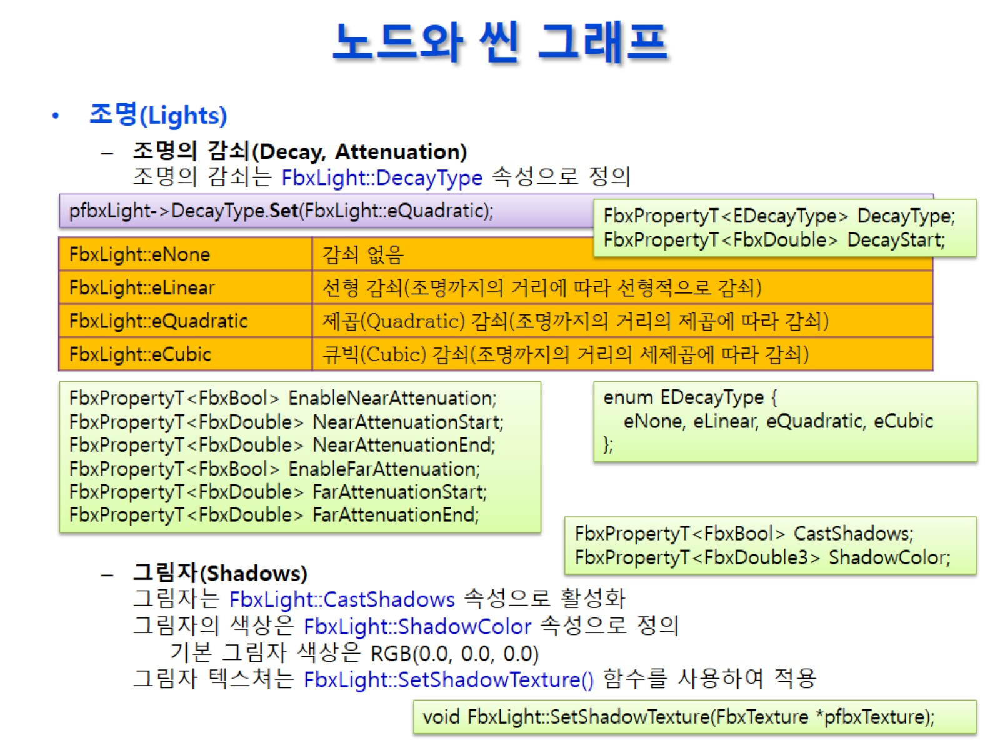 노드와 씬 그래프
• 조명(Lights)
– 조명의 감쇠(Decay, Attenuation)
조명의 감쇠는 FbxLight::DecayType 속성으로 정의
pfbxLight->DecayType.Set(FbxLight::eQuadratic);
FbxPropertyT<EDecayType> DecayType;
FbxPropertyT<FbxDouble> DecayStart;
FbxLight::eNone 감쇠 없음
FbxLight::eLinear 선형 감쇠(조명까지의 거리에 따라 선형적으로 감쇠)
FbxLight::eQuadratic 제곱(Quadratic) 감쇠(조명까지의 거리의 제곱에 따라 감쇠)
FbxLight::eCubic 큐빅(Cubic) 감쇠(조명까지의 거리의 세제곱에 따라 감쇠)
FbxPropertyT<FbxBool> EnableNearAttenuation;
FbxPropertyT<FbxDouble> NearAttenuationStart;
FbxPropertyT<FbxDouble> NearAttenuationEnd;
FbxPropertyT<FbxBool> EnableFarAttenuation;
FbxPropertyT<FbxDouble> FarAttenuationStart;
FbxPropertyT<FbxDouble> FarAttenuationEnd;
enum EDecayType {
eNone, eLinear, eQuadratic, eCubic
};
FbxPropertyT<FbxBool> CastShadows;
FbxPropertyT<FbxDouble3> ShadowColor;
– 그림자(Shadows)
그림자는 FbxLight::CastShadows 속성으로 활성화
그림자의 색상은 FbxLight::ShadowColor 속성으로 정의
기본 그림자 색상은 RGB(0.0, 0.0, 0.0)
그림자 텍스쳐는 FbxLight::SetShadowTexture() 함수를 사용하여 적용
void FbxLight::SetShadowTexture(FbxTexture *pfbxTexture);